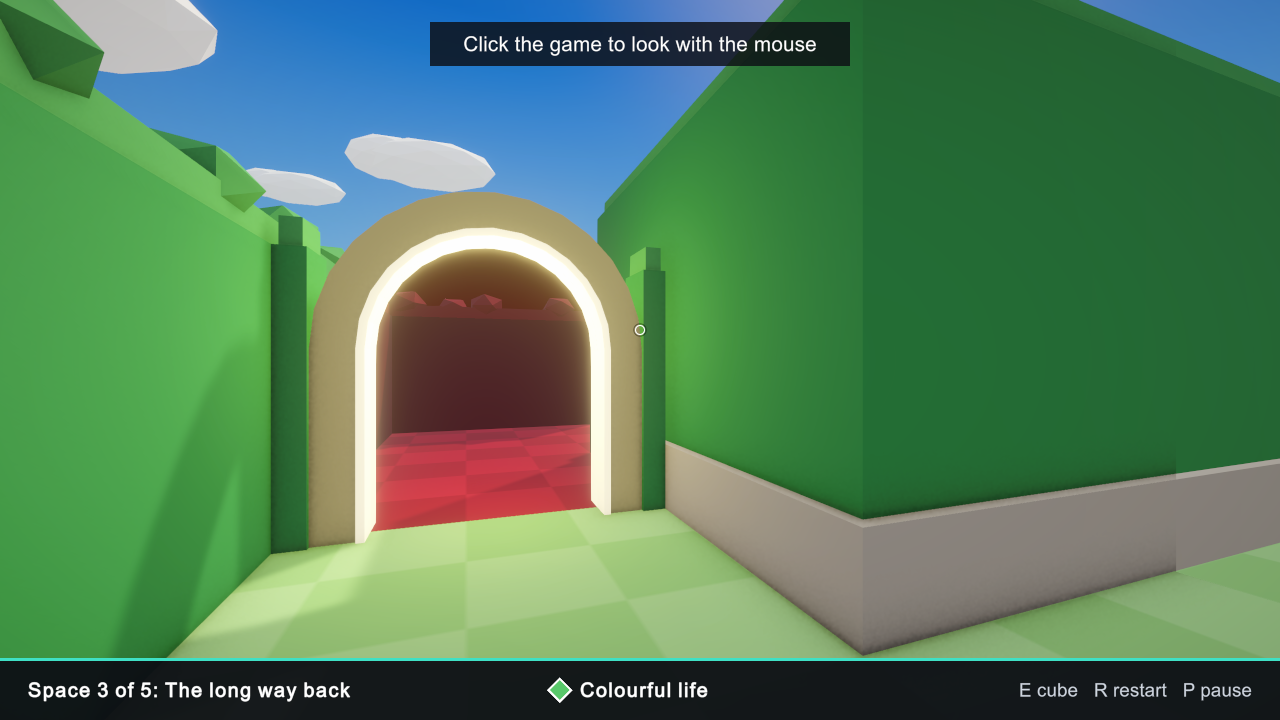 Click the game to look with the mouse
Space 3 of 5: The long way back
Colourful life
E cube R restart P pause